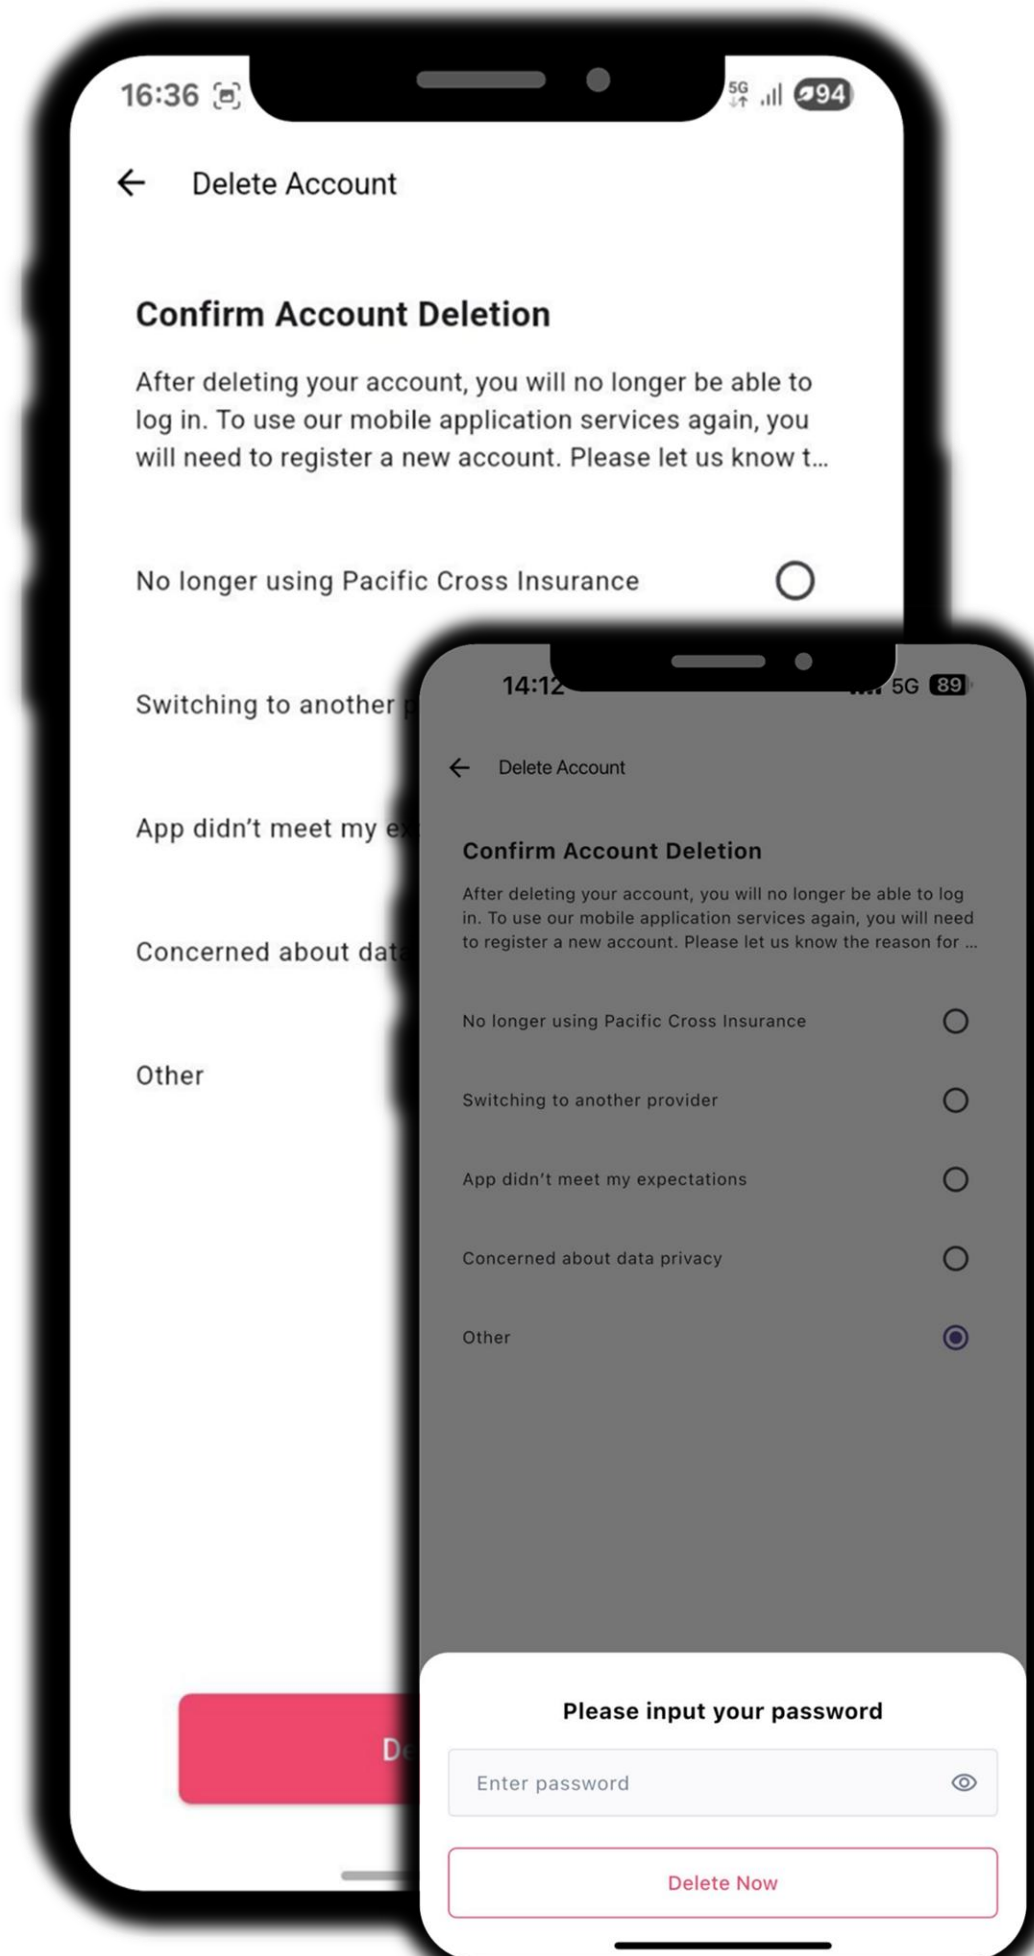 16:36
5G
94
Delete Account
Confirm Account Deletion
After deleting your account, you will no longer be able to
log in. To use our mobile application services again, you
will need to register a new account. Please let us know t...
No longer using Pacific Cross Insurance
Switching to another
App didn't meet my
Concerned about data
Other
14:12
5G
89
Delete Account
Confirm Account Deletion
After deleting your account, you will no longer be able to log
in. To use our mobile application services again, you will need
to register a new account. Please let us know the reason for ...
No longer using Pacific Cross Insurance
Switching to another provider
App didn't meet my expectations
Concerned about data privacy
Other
Please input your password
Enter password
Delete Now